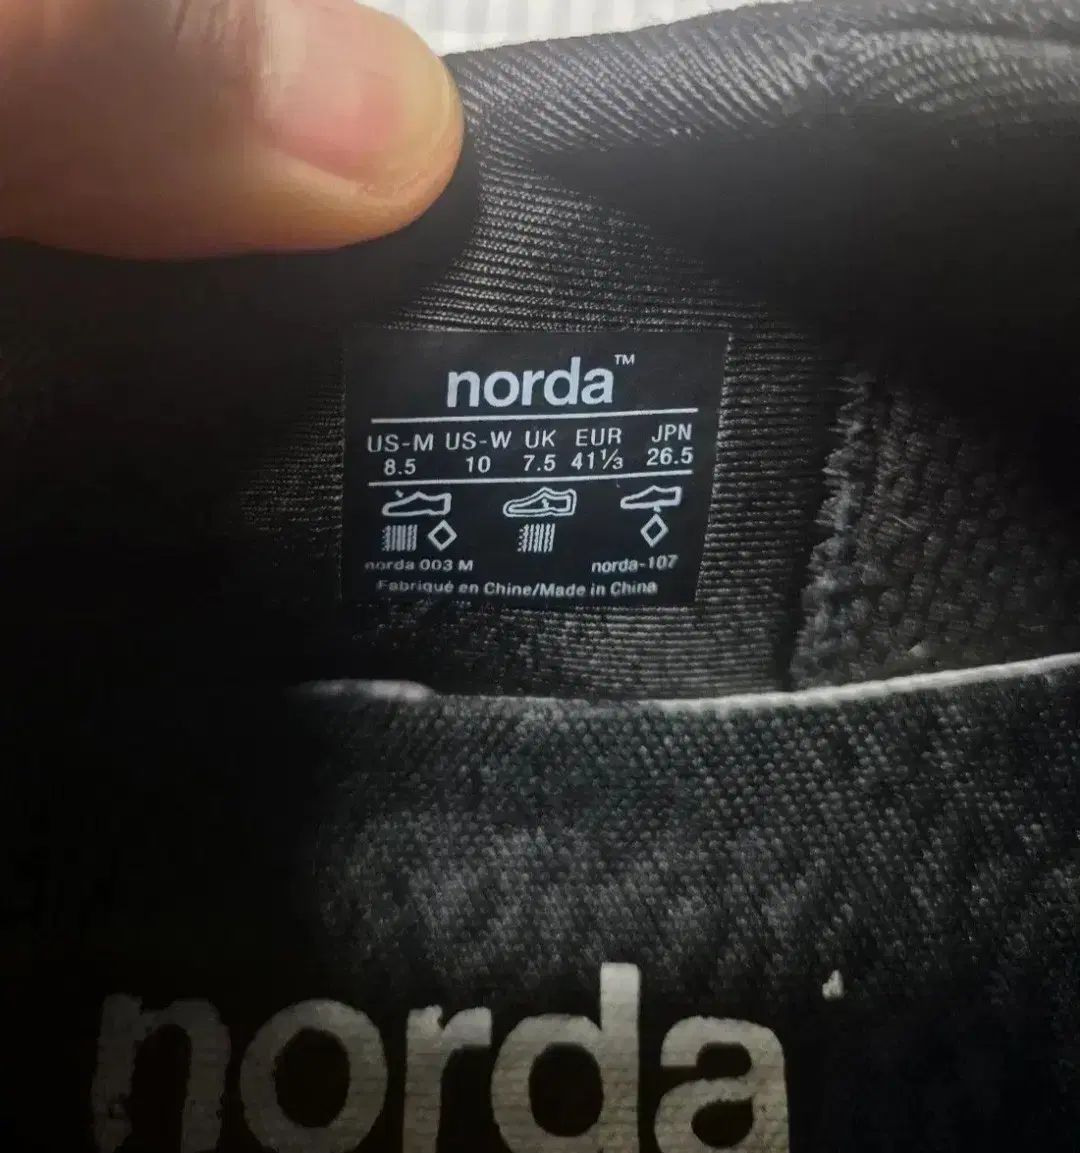 norda™
US-M US-W UK EUR JPN
8.5 10 7.5 41⅓ 26.5
norda 003 M norda-107
Fabriqué en Chine/Made in China
norda